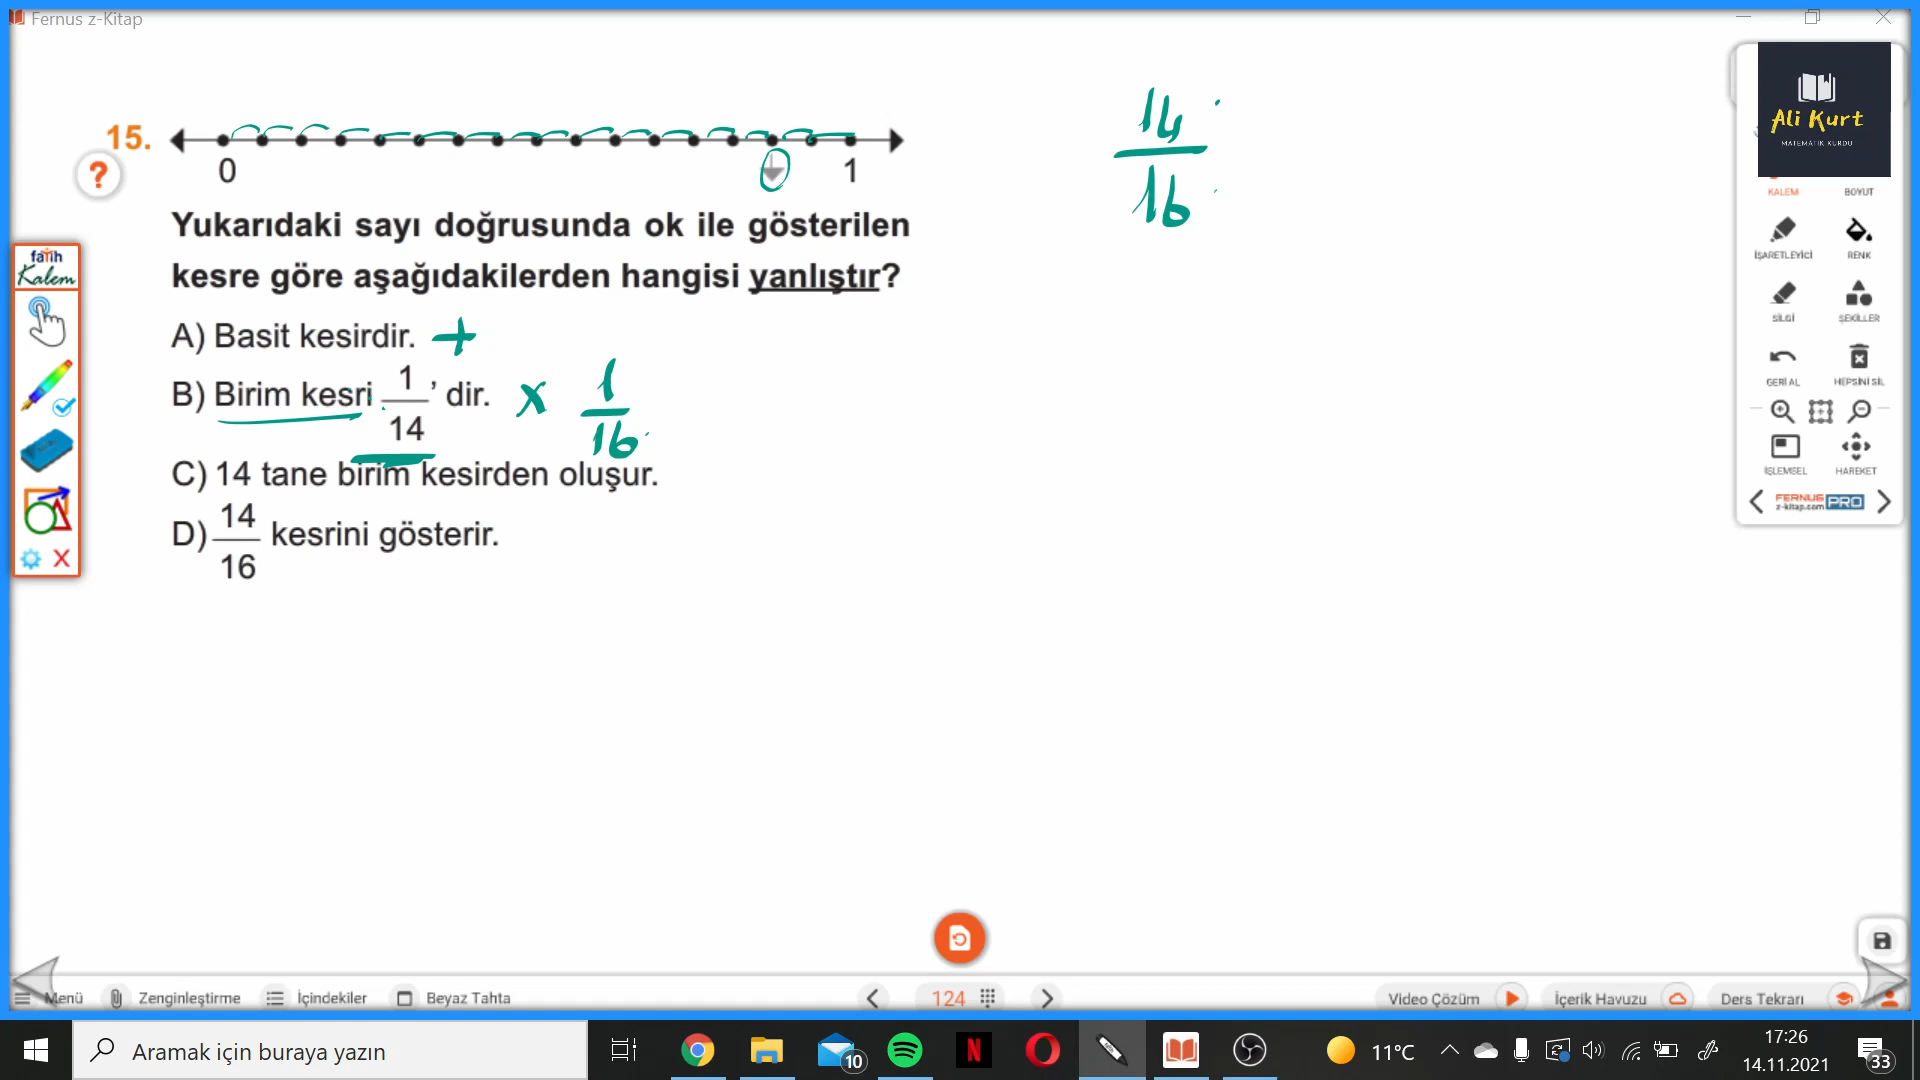 Fernus z-Kitap
15.
?
0
1
14
16
Yukarıdaki sayı doğrusunda ok ile gösterilen
kesre göre aşağıdakilerden hangisi yanlıştır?
A) Basit kesirdir. +
B) Birim kesri 1/14 ' dir. x 1/16
C) 14 tane birim kesirden oluşur.
D) 14/16 kesrini gösterir.
fatih
Kalem
Ali Kurt
MATEMATİK KURDU
KALEM
BOYUT
İŞARETLEYİCİ
RENK
SİLGİ
ŞEKİLLER
GERİ AL
HEPSİNİ SİL
İŞLEMSEL
HAREKET
FERNUS PRO
z-kitap.com
Menü
Zenginleştirme
İçindekiler
Beyaz Tahta
124
Video Çözüm
İçerik Havuzu
Ders Tekrarı
Aramak için buraya yazın
10
N
11°C
17:26
14.11.2021
33